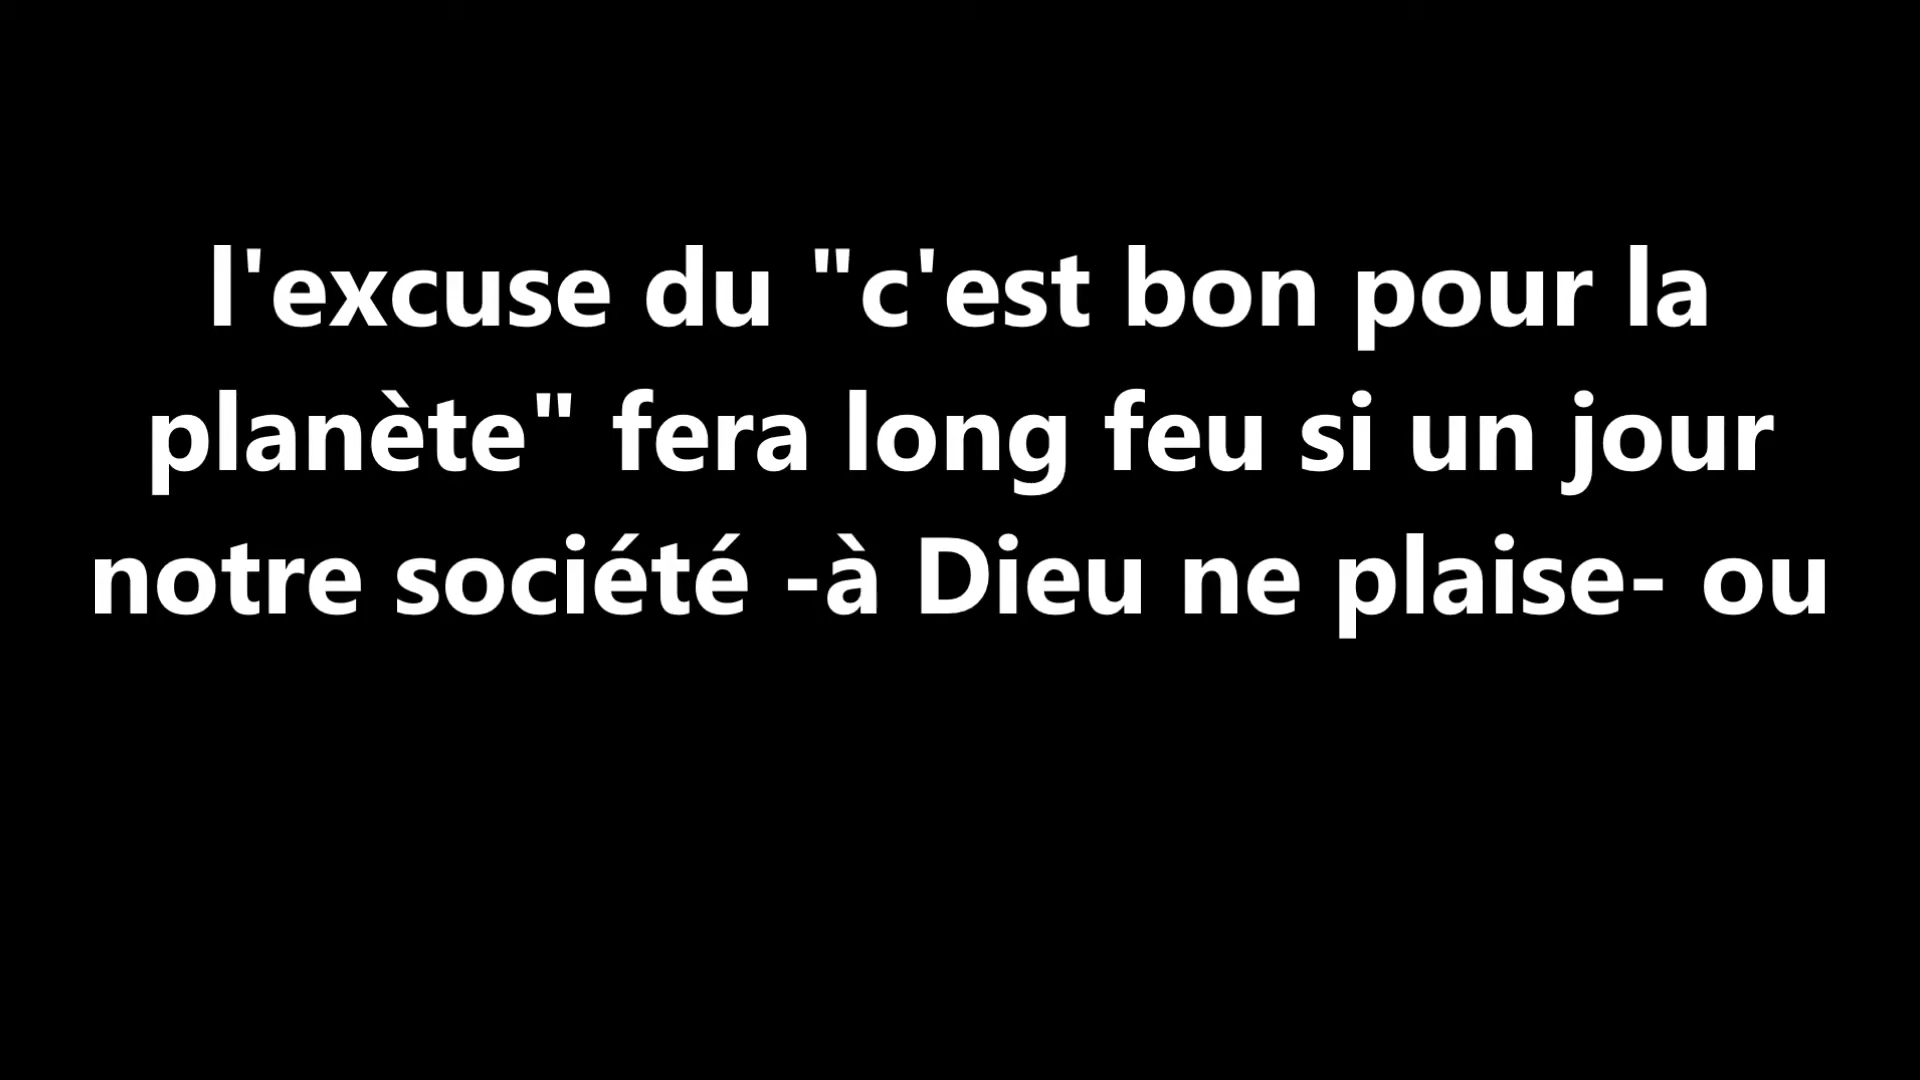 l'excuse du "c'est bon pour la
planète" fera long feu si un jour
notre société -à Dieu ne plaise- ou